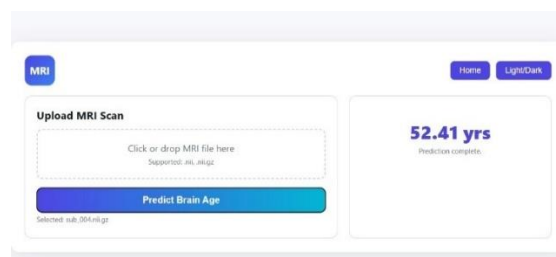 MRI
Home
Light/Dark
Upload MRI Scan
Click or drop MRI file here
Supported: .nii, .nii.gz
Predict Brain Age
Selected: sub_004.nii.gz
52.41 yrs
Prediction complete.